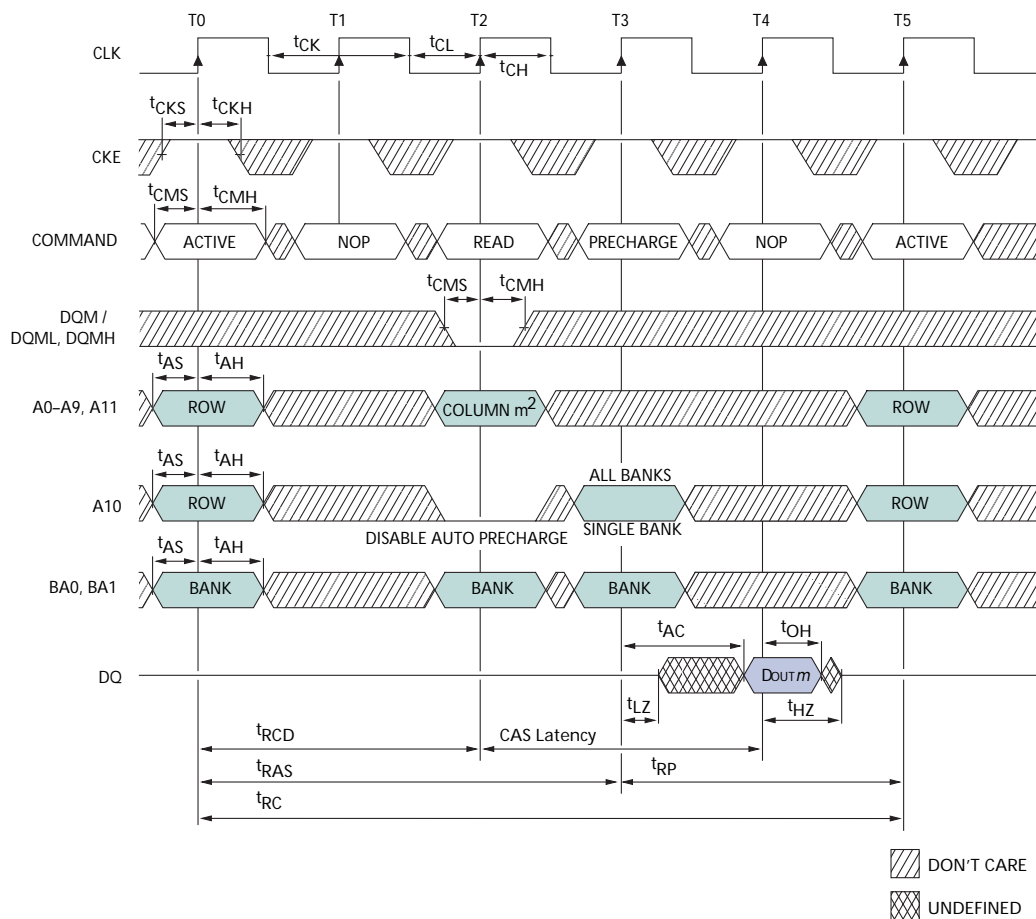 T0 T1 T2 T3 T4 T5
CLK tCK tCL tCH
tCKS tCKH
CKE
tCMS tCMH
COMMAND ACTIVE NOP READ PRECHARGE NOP ACTIVE
tCMS tCMH
DQM /
DQML, DQMH
tAS tAH
A0–A9, A11 ROW COLUMN m2 ROW
tAS tAH
ALL BANKS
A10 ROW ROW
DISABLE AUTO PRECHARGE SINGLE BANK
tAS tAH
BA0, BA1 BANK BANK BANK BANK
tAC tOH
DQ DOUT m
tLZ tHZ
tRCD CAS Latency
tRAS tRP
tRC
DON'T CARE
UNDEFINED